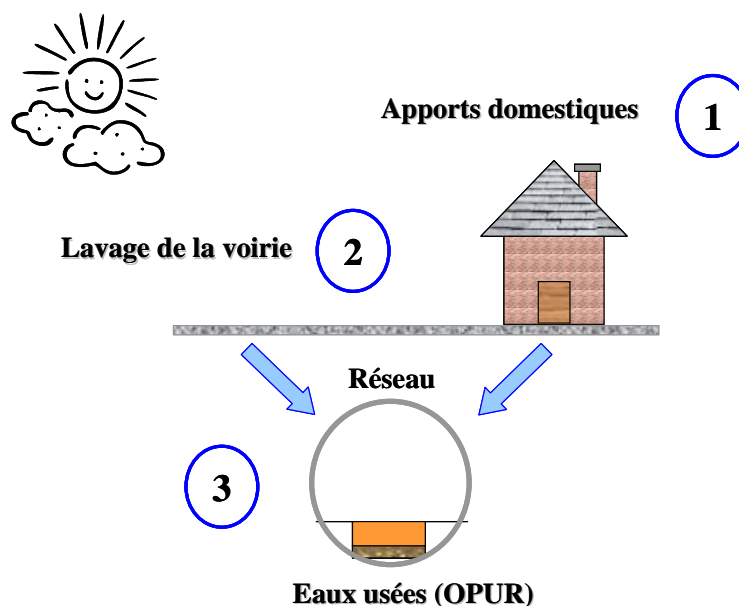 Apports domestiques
1
Lavage de la voirie
2
Réseau
3
Eaux usées (OPUR)